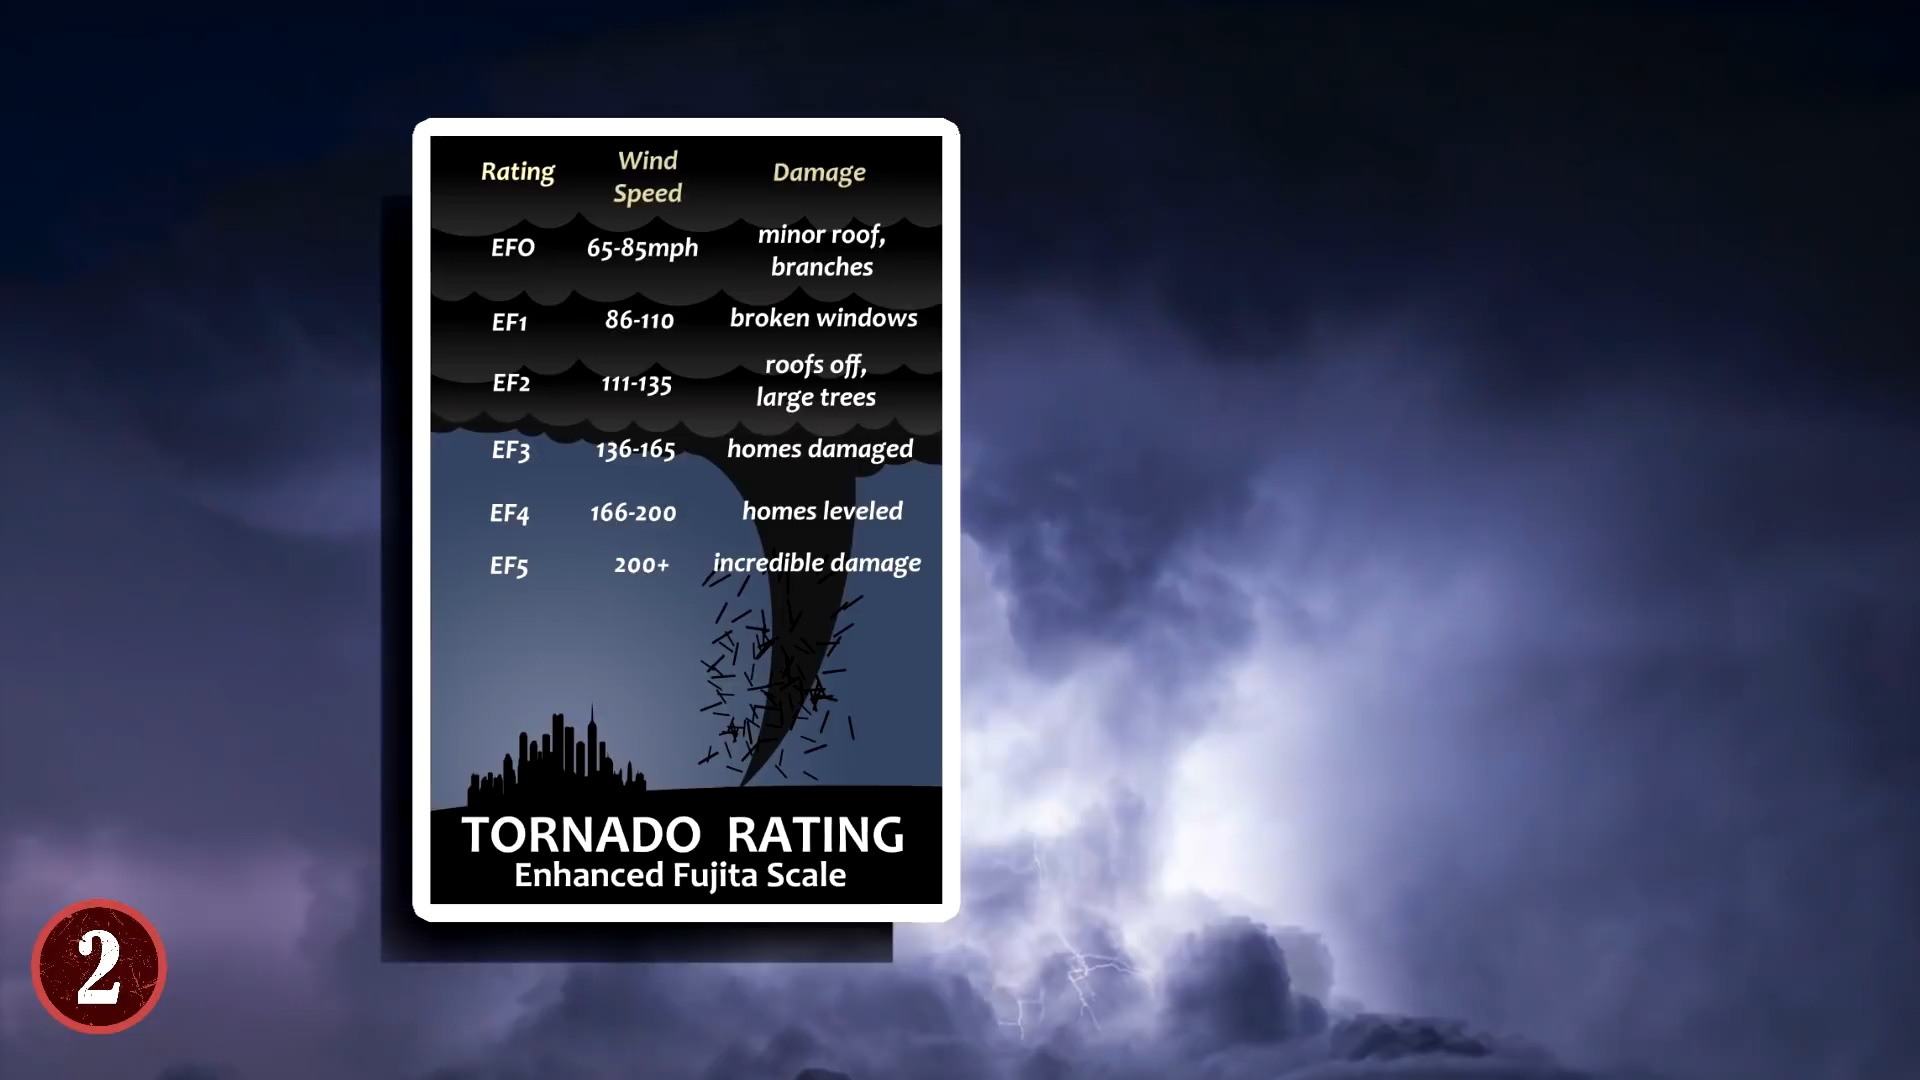 Rating Wind Speed Damage
EF0 65-85mph minor roof, branches
EF1 86-110 broken windows
EF2 111-135 roofs off, large trees
EF3 136-165 homes damaged
EF4 166-200 homes leveled
EF5 200+ incredible damage
TORNADO RATING
Enhanced Fujita Scale
2